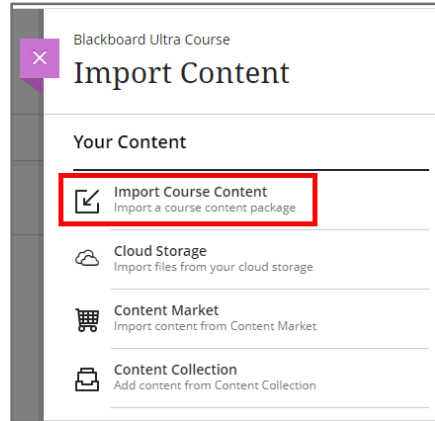 Blackboard Ultra Course
Import Content
Your Content
Import Course Content
Import a course content package
Cloud Storage
Import files from your cloud storage
Content Market
Import content from Content Market
Content Collection
Add content from Content Collection